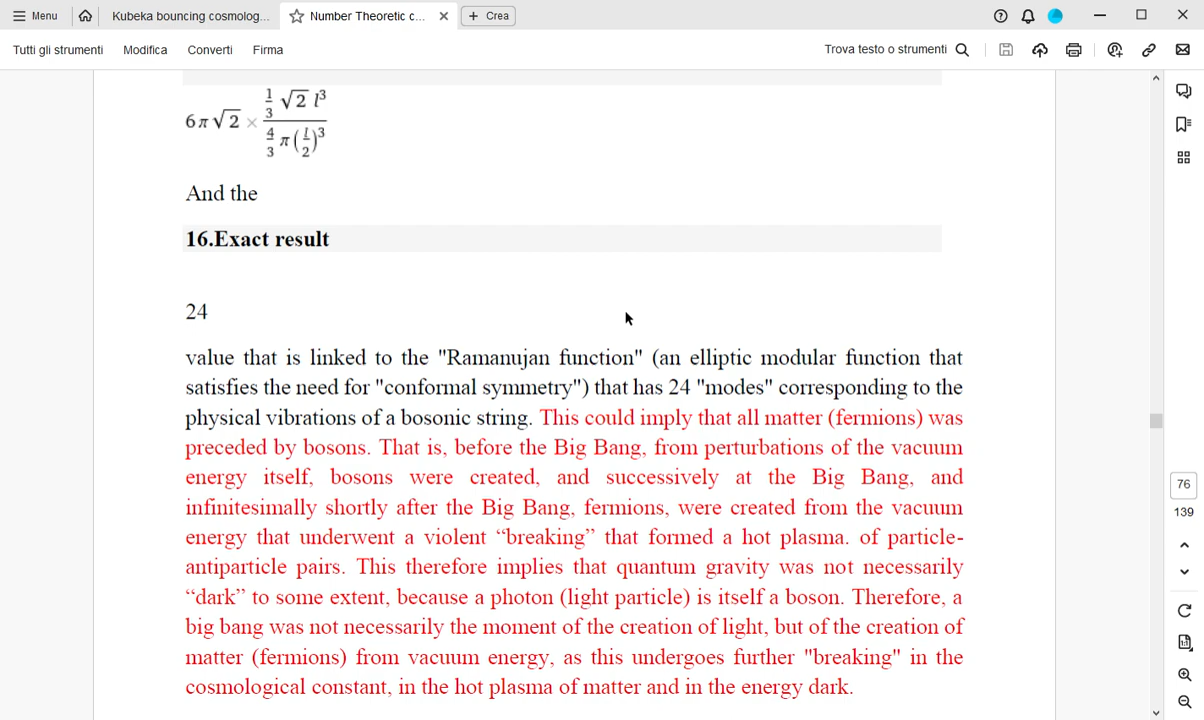 Menu Kubeka bouncing cosmolog... Number Theoretic c... Crea
Tutti gli strumenti Modifica Converti Firma Trova testo o strumenti
6 π √2 × (1/3 √2 l³) / (4/3 π (l/2)³)
And the
16.Exact result
24
value that is linked to the "Ramanujan function" (an elliptic modular function that
satisfies the need for "conformal symmetry") that has 24 "modes" corresponding to the
physical vibrations of a bosonic string. This could imply that all matter (fermions) was
preceded by bosons. That is, before the Big Bang, from perturbations of the vacuum
energy itself, bosons were created, and successively at the Big Bang, and
infinitesimally shortly after the Big Bang, fermions, were created from the vacuum
energy that underwent a violent “breaking” that formed a hot plasma. of particle-
antiparticle pairs. This therefore implies that quantum gravity was not necessarily
“dark” to some extent, because a photon (light particle) is itself a boson. Therefore, a
big bang was not necessarily the moment of the creation of light, but of the creation of
matter (fermions) from vacuum energy, as this undergoes further "breaking" in the
cosmological constant, in the hot plasma of matter and in the energy dark.
76
139